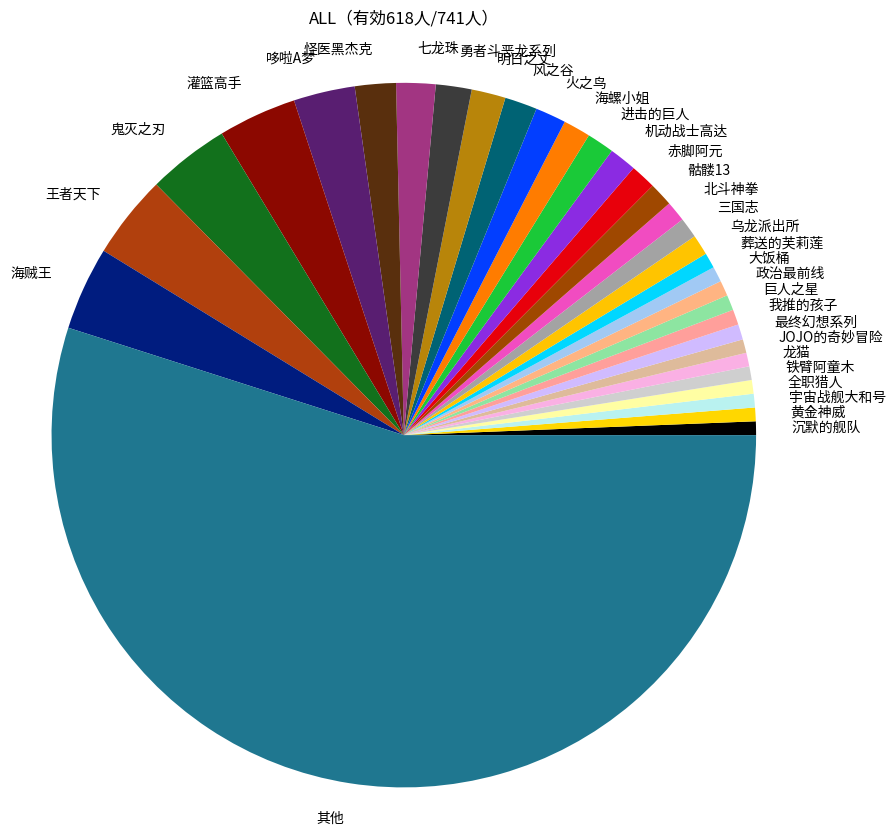 ALL（有効618人/741人）
七龙珠
勇者斗恶龙系列
明日之丈
风之谷
火之鸟
海螺小姐
进击的巨人
机动战士高达
赤脚阿元
骷髅13
北斗神拳
三国志
乌龙派出所
葬送的芙莉莲
大饭桶
政治最前线
巨人之星
我推的孩子
最终幻想系列
JOJO的奇妙冒险
龙猫
铁臂阿童木
全职猎人
宇宙战舰大和号
黄金神威
沉默的舰队
怪医黑杰克
哆啦A梦
灌篮高手
鬼灭之刃
王者天下
海贼王
其他